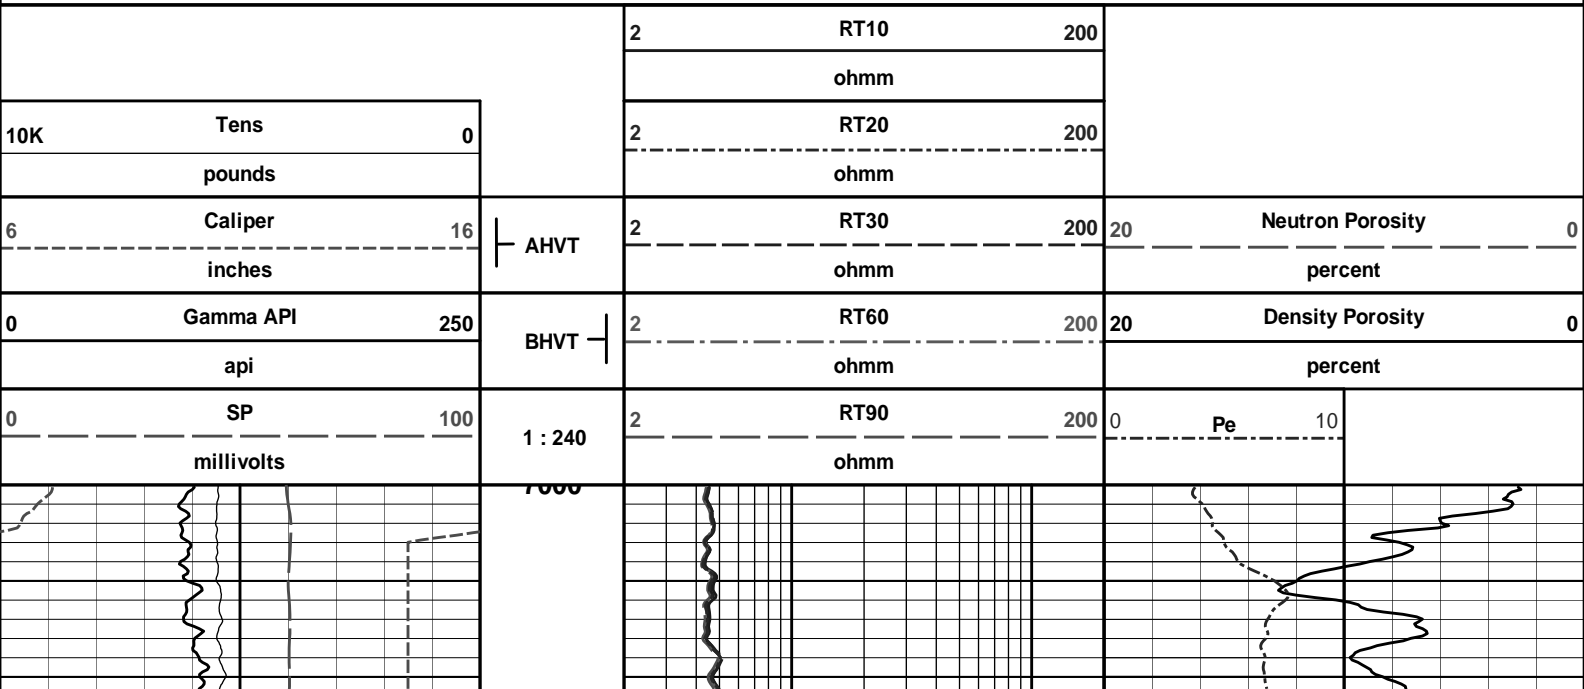 2 RT10 200
ohmm
10K Tens 0
pounds
2 RT20 200
ohmm
6 Caliper 16
inches
AHVT
2 RT30 200
ohmm
20 Neutron Porosity 0
percent
0 Gamma API 250
api
BHVT
2 RT60 200
ohmm
20 Density Porosity 0
percent
0 SP 100
millivolts
1 : 240
2 RT90 200
ohmm
0 Pe 10